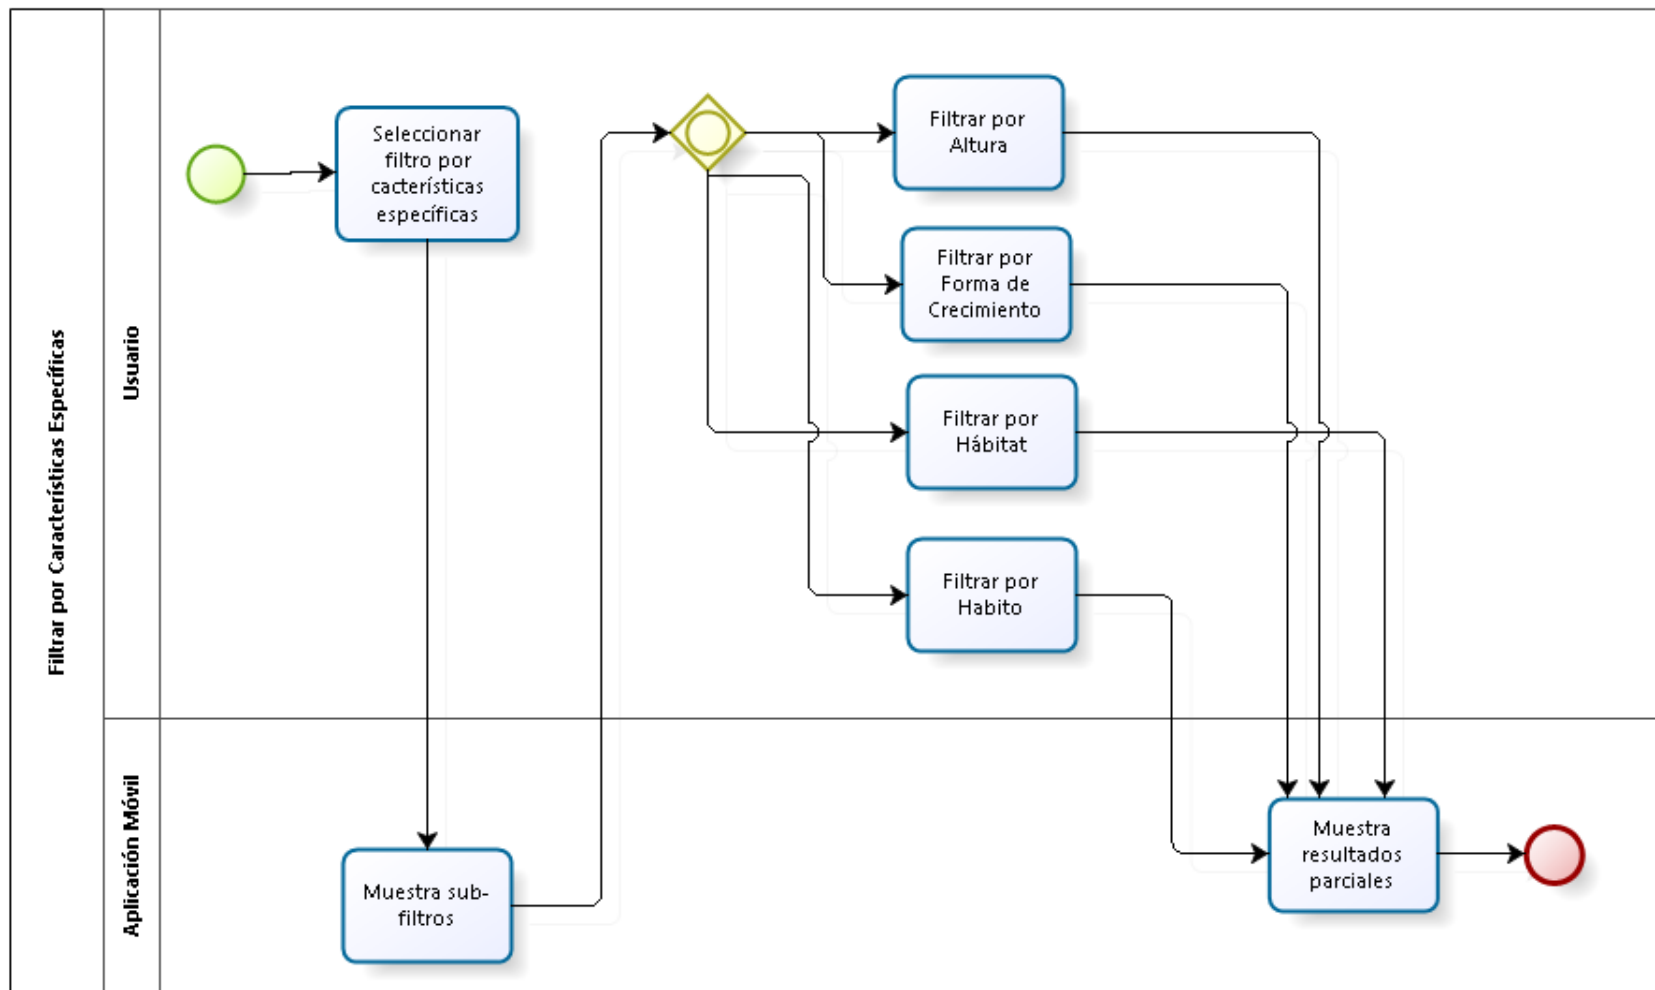 Filtrar por Características Específicas
Usuario
Seleccionar
filtro por
cacterísticas
específicas
Filtrar por
Altura
Filtrar por
Forma de
Crecimiento
Filtrar por
Hábitat
Filtrar por
Habito
Aplicación Móvil
Muestra sub-
filtros
Muestra
resultados
parciales